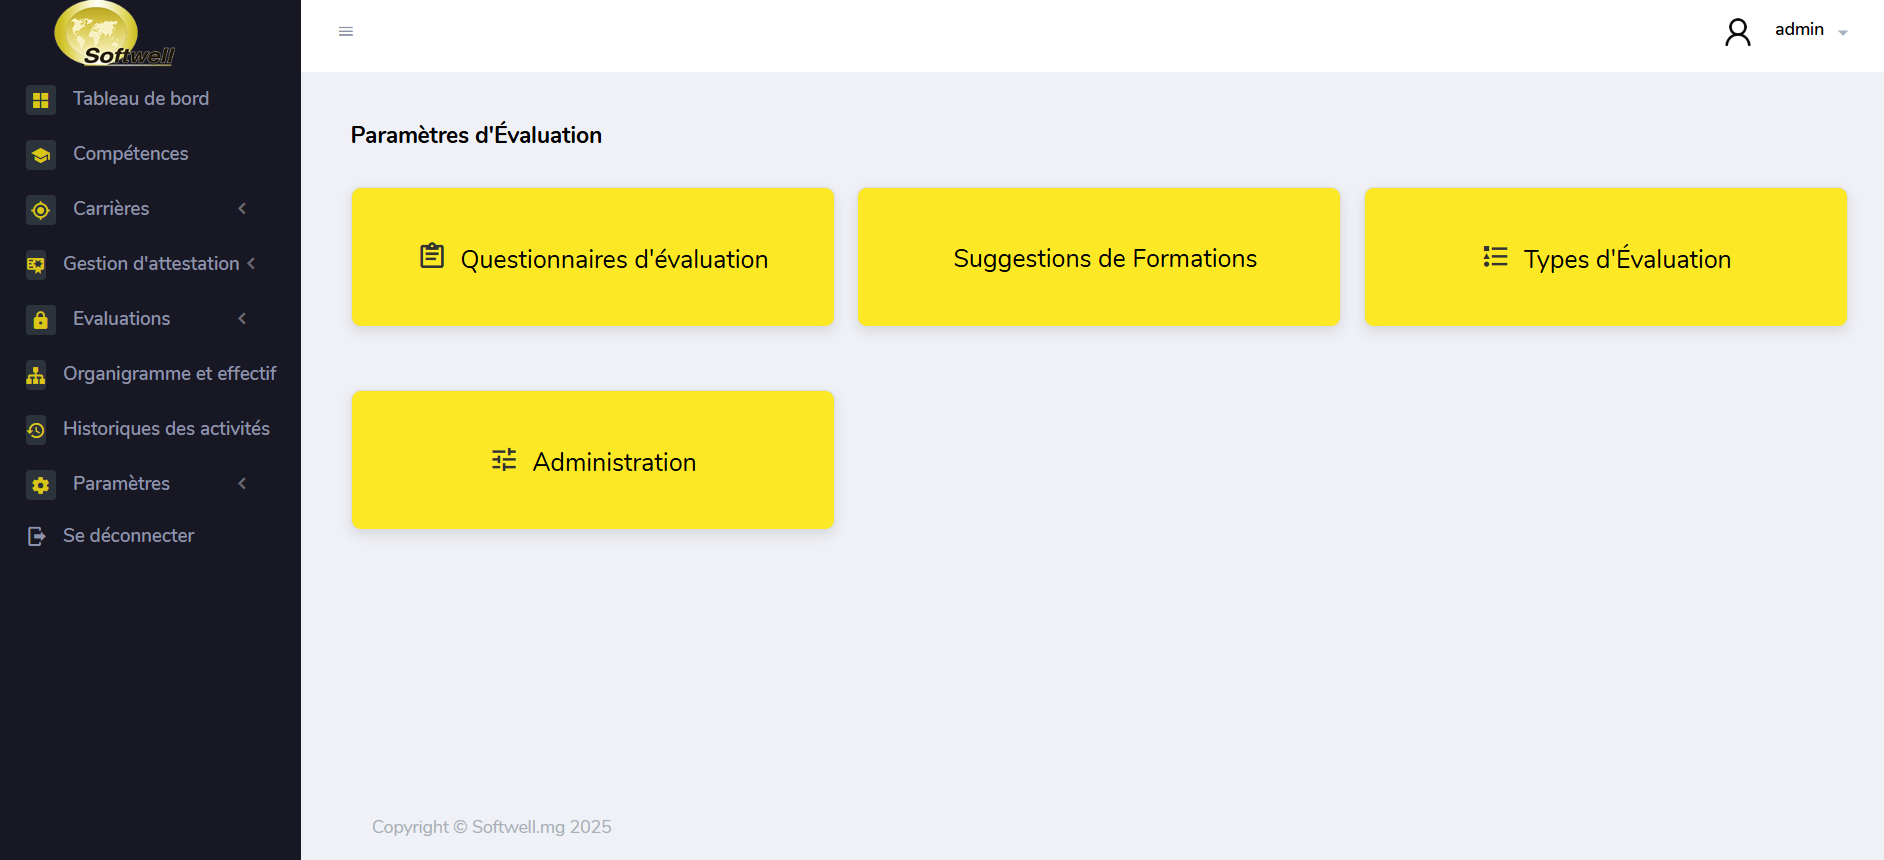 Softwell
Tableau de bord
Compétences
Carrières
Gestion d'attestation
Evaluations
Organigramme et effectif
Historiques des activités
Paramètres
Se déconnecter
admin
Paramètres d'Évaluation
Questionnaires d'évaluation
Suggestions de Formations
Types d'Évaluation
Administration
Copyright © Softwell.mg 2025